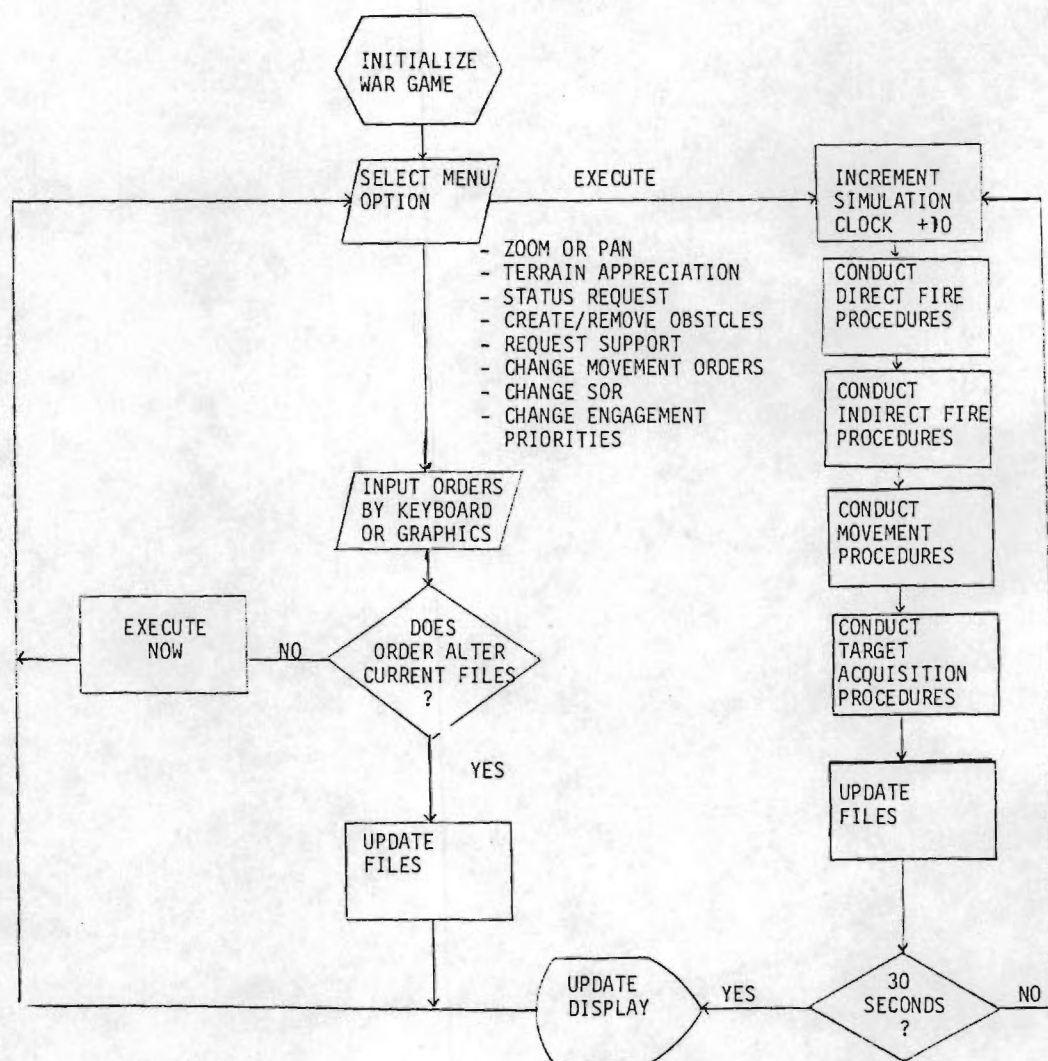 INITIALIZE
WAR GAME
SELECT MENU
OPTION
EXECUTE
INCREMENT
SIMULATION
CLOCK +10
- ZOOM OR PAN
- TERRAIN APPRECIATION
- STATUS REQUEST
- CREATE/REMOVE OBSTCLES
- REQUEST SUPPORT
- CHANGE MOVEMENT ORDERS
- CHANGE SOR
- CHANGE ENGAGEMENT
PRIORITIES
CONDUCT
DIRECT FIRE
PROCEDURES
CONDUCT
INDIRECT FIRE
PROCEDURES
INPUT ORDERS
BY KEYBOARD
OR GRAPHICS
CONDUCT
MOVEMENT
PROCEDURES
EXECUTE
NOW
NO
DOES
ORDER ALTER
CURRENT FILES
?
CONDUCT
TARGET
ACQUISITION
PROCEDURES
YES
UPDATE
FILES
UPDATE
FILES
UPDATE
DISPLAY
YES
30
SECONDS
?
NO